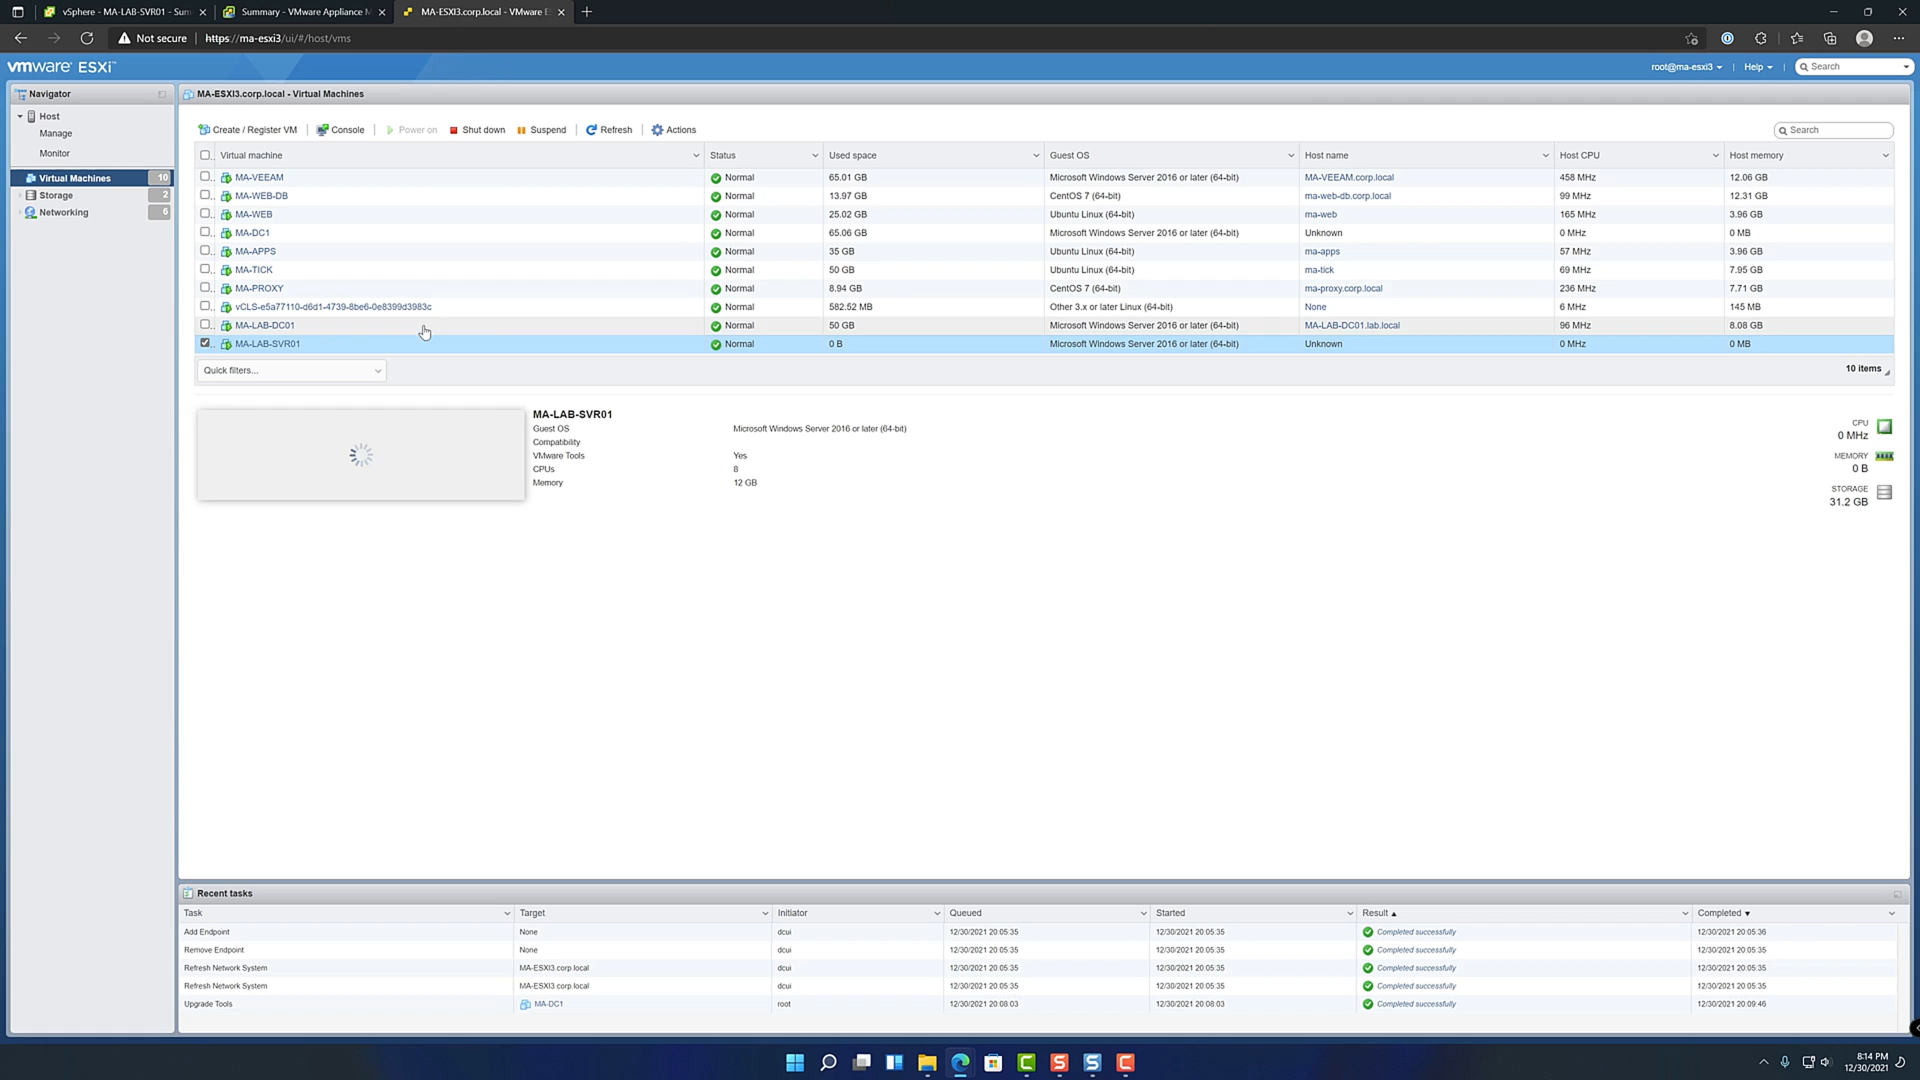 vSphere - MA-LAB-SVR01 - Sum
Summary - VMware Appliance M
MA-ESXI3.corp.local - VMware E
Not secure
https://ma-esxi3/ui/#/host/vms
vmware ESXi
root@ma-esxi3
Help
Search
Navigator
Host
Manage
Monitor
Virtual Machines 10
Storage 2
Networking 6
MA-ESXI3.corp.local - Virtual Machines
Create / Register VM
Console
Power on
Shut down
Suspend
Refresh
Actions
Search
Virtual machine Status Used space Guest OS Host name Host CPU Host memory
MA-VEEAM Normal 65.01 GB Microsoft Windows Server 2016 or later (64-bit) MA-VEEAM.corp.local 458 MHz 12.06 GB
MA-WEB-DB Normal 13.97 GB CentOS 7 (64-bit) ma-web-db.corp.local 99 MHz 12.31 GB
MA-WEB Normal 25.02 GB Ubuntu Linux (64-bit) ma-web 165 MHz 3.96 GB
MA-DC1 Normal 65.06 GB Microsoft Windows Server 2016 or later (64-bit) Unknown 0 MHz 0 MB
MA-APPS Normal 35 GB Ubuntu Linux (64-bit) ma-apps 57 MHz 3.96 GB
MA-TICK Normal 50 GB Ubuntu Linux (64-bit) ma-tick 69 MHz 7.95 GB
MA-PROXY Normal 8.94 GB CentOS 7 (64-bit) ma-proxy.corp.local 236 MHz 7.71 GB
vCLS-e5a77110-d6d1-4739-8be6-0e8399d3983c Normal 582.52 MB Other 3.x or later Linux (64-bit) None 6 MHz 145 MB
MA-LAB-DC01 Normal 50 GB Microsoft Windows Server 2016 or later (64-bit) MA-LAB-DC01.lab.local 96 MHz 8.08 GB
MA-LAB-SVR01 Normal 0 B Microsoft Windows Server 2016 or later (64-bit) Unknown 0 MHz 0 MB
Quick filters...
10 items
MA-LAB-SVR01
Guest OS Microsoft Windows Server 2016 or later (64-bit)
Compatibility
VMware Tools Yes
CPUs 8
Memory 12 GB
CPU
0 MHz
MEMORY
0 B
STORAGE
31.2 GB
Recent tasks
Task Target Initiator Queued Started Result Completed
Add Endpoint None dcui 12/30/2021 20:05:35 12/30/2021 20:05:35 Completed successfully 12/30/2021 20:05:36
Remove Endpoint None dcui 12/30/2021 20:05:35 12/30/2021 20:05:35 Completed successfully 12/30/2021 20:05:35
Refresh Network System MA-ESXI3.corp.local dcui 12/30/2021 20:05:35 12/30/2021 20:05:35 Completed successfully 12/30/2021 20:05:35
Refresh Network System MA-ESXI3.corp.local dcui 12/30/2021 20:05:35 12/30/2021 20:05:35 Completed successfully 12/30/2021 20:05:35
Upgrade Tools MA-DC1 root 12/30/2021 20:08:03 12/30/2021 20:08:03 Completed successfully 12/30/2021 20:09:46
8:14 PM
12/30/2021